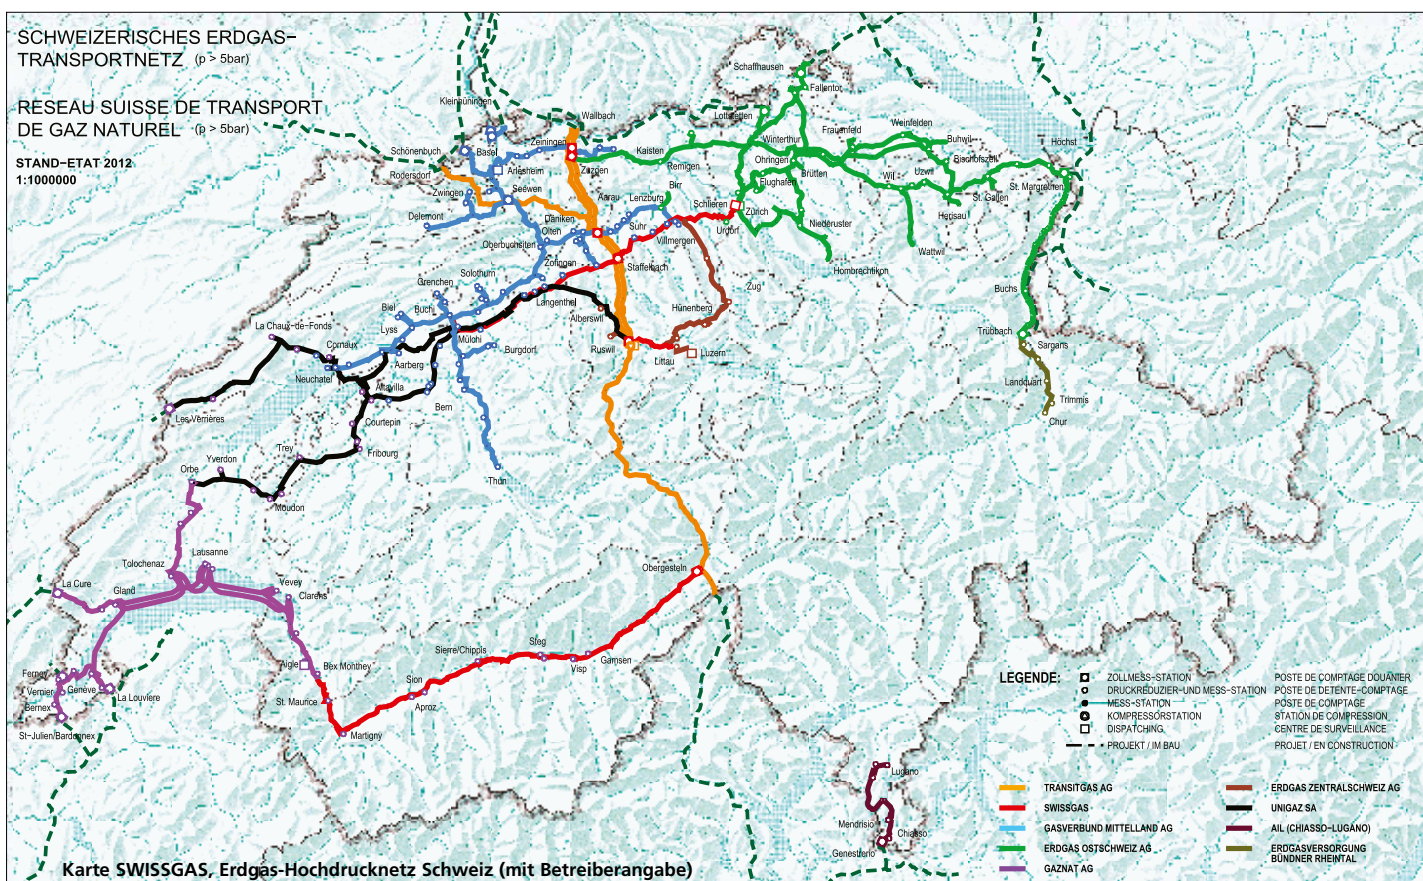 SCHWEIZERISCHES ERDGAS-
TRANSPORTNETZ (p > 5bar)
RESEAU SUISSE DE TRANSPORT
DE GAZ NATUREL (p > 5bar)
STAND-ETAT 2012
1:1000000
Kleinhüningen
Wallbach
Schaffhausen
Fallentor
Lottstetten
Schönenbuch
Basel
Zeiningen
Kaisten
Winterthur
Frauenfeld
Weinfelden
Buhwil
Höchst
Rodersdorf
Arlesheim
Zuzgen
Remigen
Ohringen
Bischofszell
Zwingen
Seewen
Aarau
Lenzburg
Birr
Flughafen
Brütten
Wil
Uzwil
St. Gallen
St. Margrethen
Delemont
Däniken
Olten
Suhr
Schlieren
Zürich
Herisau
Oberbuchsiten
Villmergen
Urdorf
Niederuster
Wattwil
Zofingen
Staffelbach
Hombrechtikon
Solothurn
Grenchen
Langenthal
Zug
Buchs
Biel
Büch
Alberswil
Hünenberg
La Chaux-de-Fonds
Lyss
Mülchi
Trübbach
Cornaux
Burgdorf
Ruswil
Littau
Luzern
Sargans
Aarberg
Neuchatel
Altavilla
Landquart
Bern
Trimmis
Les Verrières
Courtepin
Chur
Fribourg
Trey
Yverdon
Orbe
Thun
Moudon
Lausanne
Tolochenaz
Obergesteln
La Cure
Gland
Vevey
Clarens
Steg
Sierre/Chippis
Gamsen
Visp
Aigle
Bex Monthey
Ferney
Sion
Vernier
Genève
La Louviere
St. Maurice
Aproz
Bernex
St-Julien/Bardonnex
Martigny
Lugano
Mendrisio
Chiasso
Genestrerio
LEGENDE:
ZOLLMESS-STATION POSTE DE COMPTAGE DOUANIER
DRUCKREDUZIER-UND MESS-STATION POSTE DE DETENTE-COMPTAGE
MESS-STATION POSTE DE COMPTAGE
KOMPRESSORSTATION STATION DE COMPRESSION
DISPATCHING CENTRE DE SURVEILLANCE
PROJEKT / IM BAU PROJET / EN CONSTRUCTION
TRANSITGAS AG
SWISSGAS
GASVERBUND MITTELLAND AG
ERDGAS OSTSCHWEIZ AG
GAZNAT AG
ERDGAS ZENTRALSCHWEIZ AG
UNIGAZ SA
AIL (CHIASSO-LUGANO)
ERDGASVERSORGUNG
BÜNDNER RHEINTAL
Karte SWISSGAS, Erdgas-Hochdrucknetz Schweiz (mit Betreiberangabe)